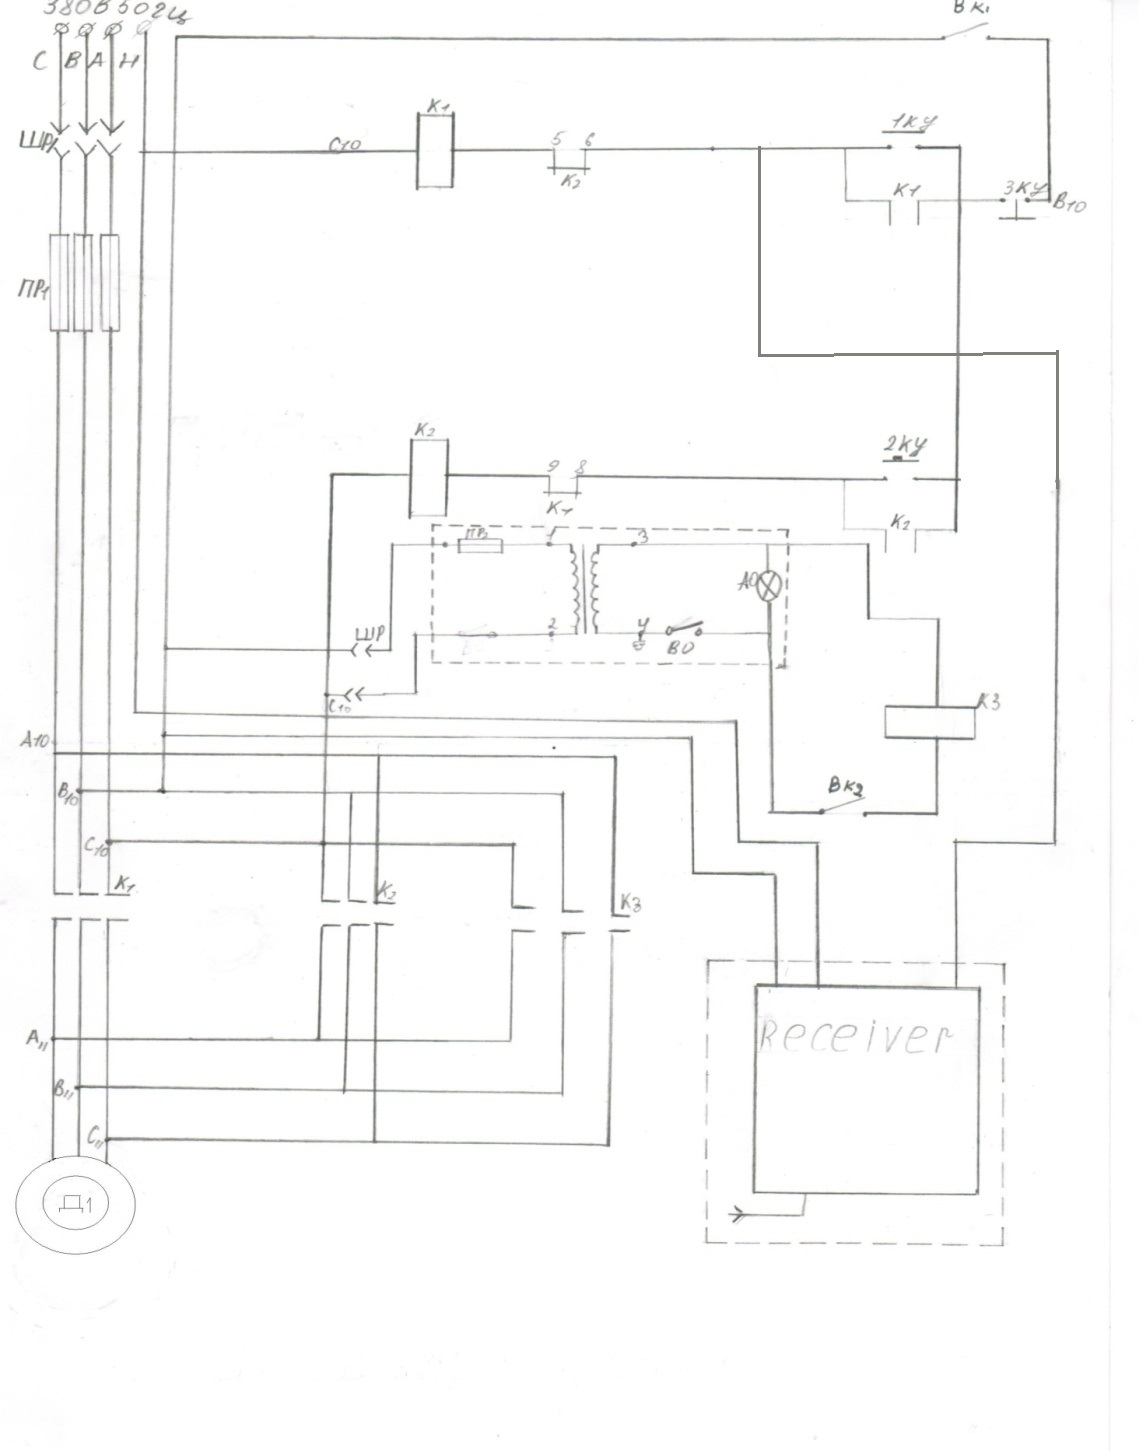 380В 50Гц
ВК1
С В А Н
К1
1КУ
ШР
С10
5 6
К2
К1
3КУ
В10
ПР1
К2
2КУ
9 8
К1
К2
ПР2
1
3
АО
ШР
2
4
ВО
С10
К3
А10
ВК2
В10
С10
К1
К2
К3
А11
Receiver
В11
С11
Д1